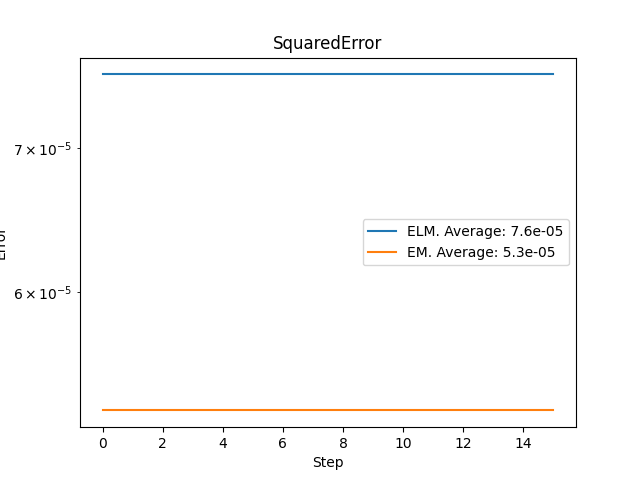 SquaredError
7 × 10⁻⁵
6 × 10⁻⁵
Error
ELM. Average: 7.6e-05
EM. Average: 5.3e-05
0 2 4 6 8 10 12 14
Step